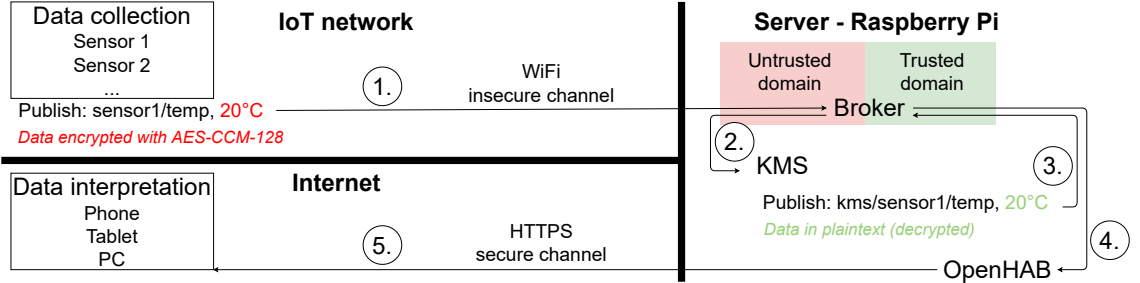 Data collection
Sensor 1
Sensor 2
...
Publish: sensor1/temp, 20°C
Data encrypted with AES-CCM-128
IoT network
1.
WiFi
insecure channel
Server - Raspberry Pi
Untrusted
domain
Trusted
domain
Broker
2.
KMS
3.
Publish: kms/sensor1/temp, 20°C
Data in plaintext (decrypted)
4.
OpenHAB
Internet
HTTPS
secure channel
5.
Data interpretation
Phone
Tablet
PC